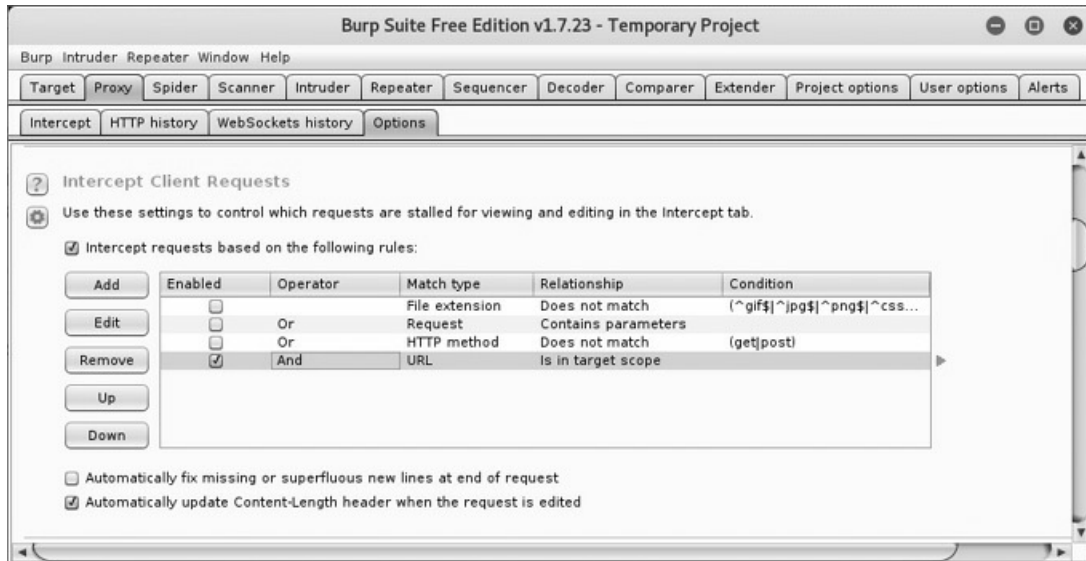 Burp Suite Free Edition v1.7.23 - Temporary Project
Burp Intruder Repeater Window Help
Target Proxy Spider Scanner Intruder Repeater Sequencer Decoder Comparer Extender Project options User options Alerts
Intercept HTTP history WebSockets history Options
? Intercept Client Requests
Use these settings to control which requests are stalled for viewing and editing in the Intercept tab.
Intercept requests based on the following rules:
Add Enabled Operator Match type Relationship Condition
File extension Does not match (^gif$|^jpg$|^png$|^css...
Edit Or Request Contains parameters
Or HTTP method Does not match (get|post)
Remove And URL Is in target scope
Up
Down
Automatically fix missing or superfluous new lines at end of request
Automatically update Content-Length header when the request is edited